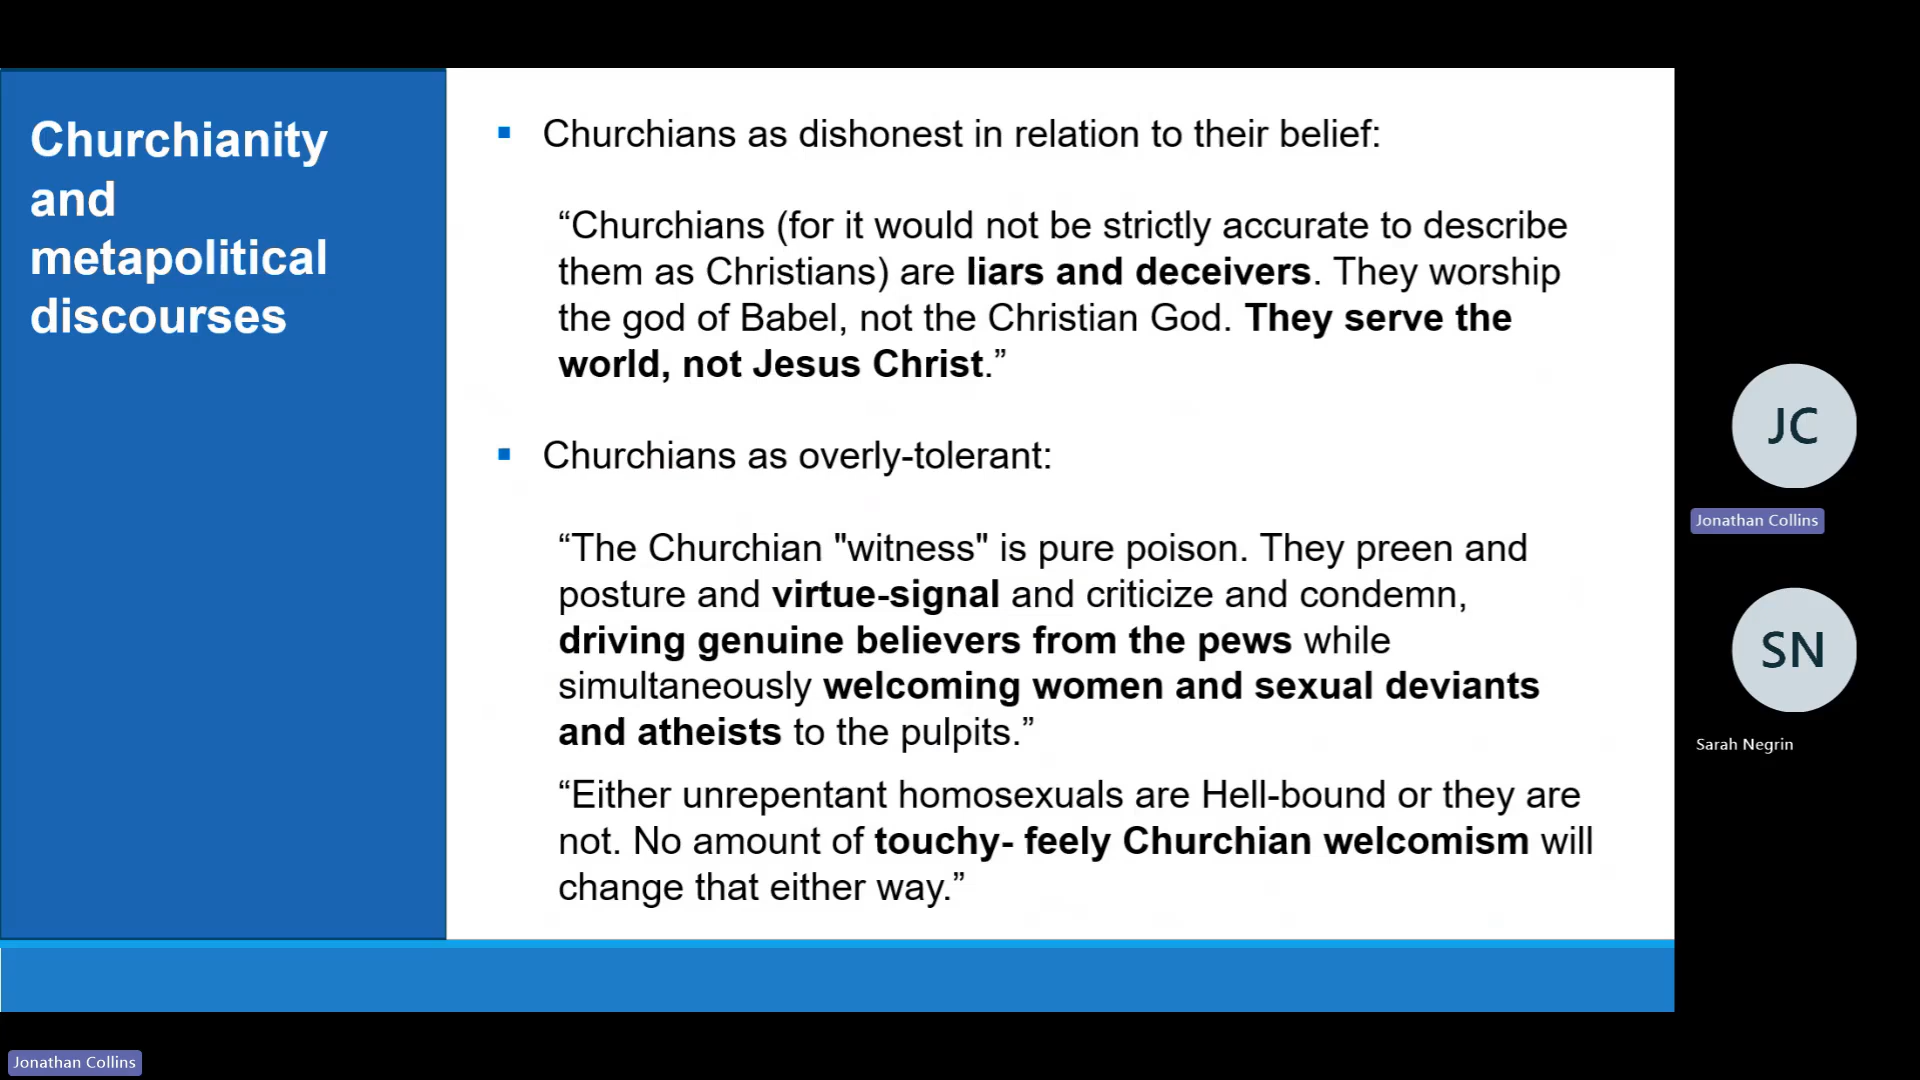 Churchianity
and
metapolitical
discourses
▪ Churchians as dishonest in relation to their belief:
“Churchians (for it would not be strictly accurate to describe
them as Christians) are liars and deceivers. They worship
the god of Babel, not the Christian God. They serve the
world, not Jesus Christ.”
▪ Churchians as overly-tolerant:
“The Churchian "witness" is pure poison. They preen and
posture and virtue-signal and criticize and condemn,
driving genuine believers from the pews while
simultaneously welcoming women and sexual deviants
and atheists to the pulpits.”
“Either unrepentant homosexuals are Hell-bound or they are
not. No amount of touchy- feely Churchian welcomism will
change that either way.”
JC
Jonathan Collins
SN
Sarah Negrin
Jonathan Collins